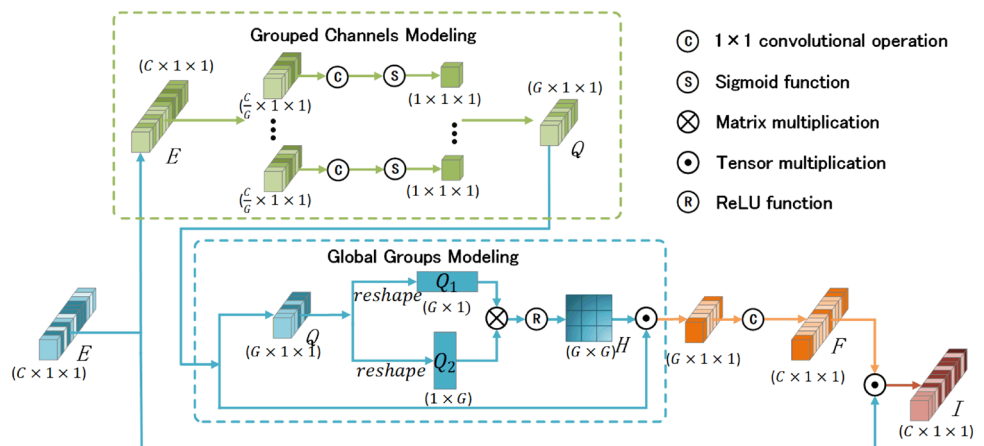 Grouped Channels Modeling
(C × 1 × 1)
E
(C/G × 1 × 1)
C
S
(1 × 1 × 1)
(C/G × 1 × 1)
C
S
(1 × 1 × 1)
(G × 1 × 1)
Q
C 1×1 convolutional operation
S Sigmoid function
Matrix multiplication
Tensor multiplication
R ReLU function
Global Groups Modeling
E
(C × 1 × 1)
Q
(G × 1 × 1)
reshape
Q₁
(G × 1)
reshape
Q₂
(1 × G)
R
H
(G × G)
(G × 1 × 1)
C
F
(C × 1 × 1)
I
(C × 1 × 1)